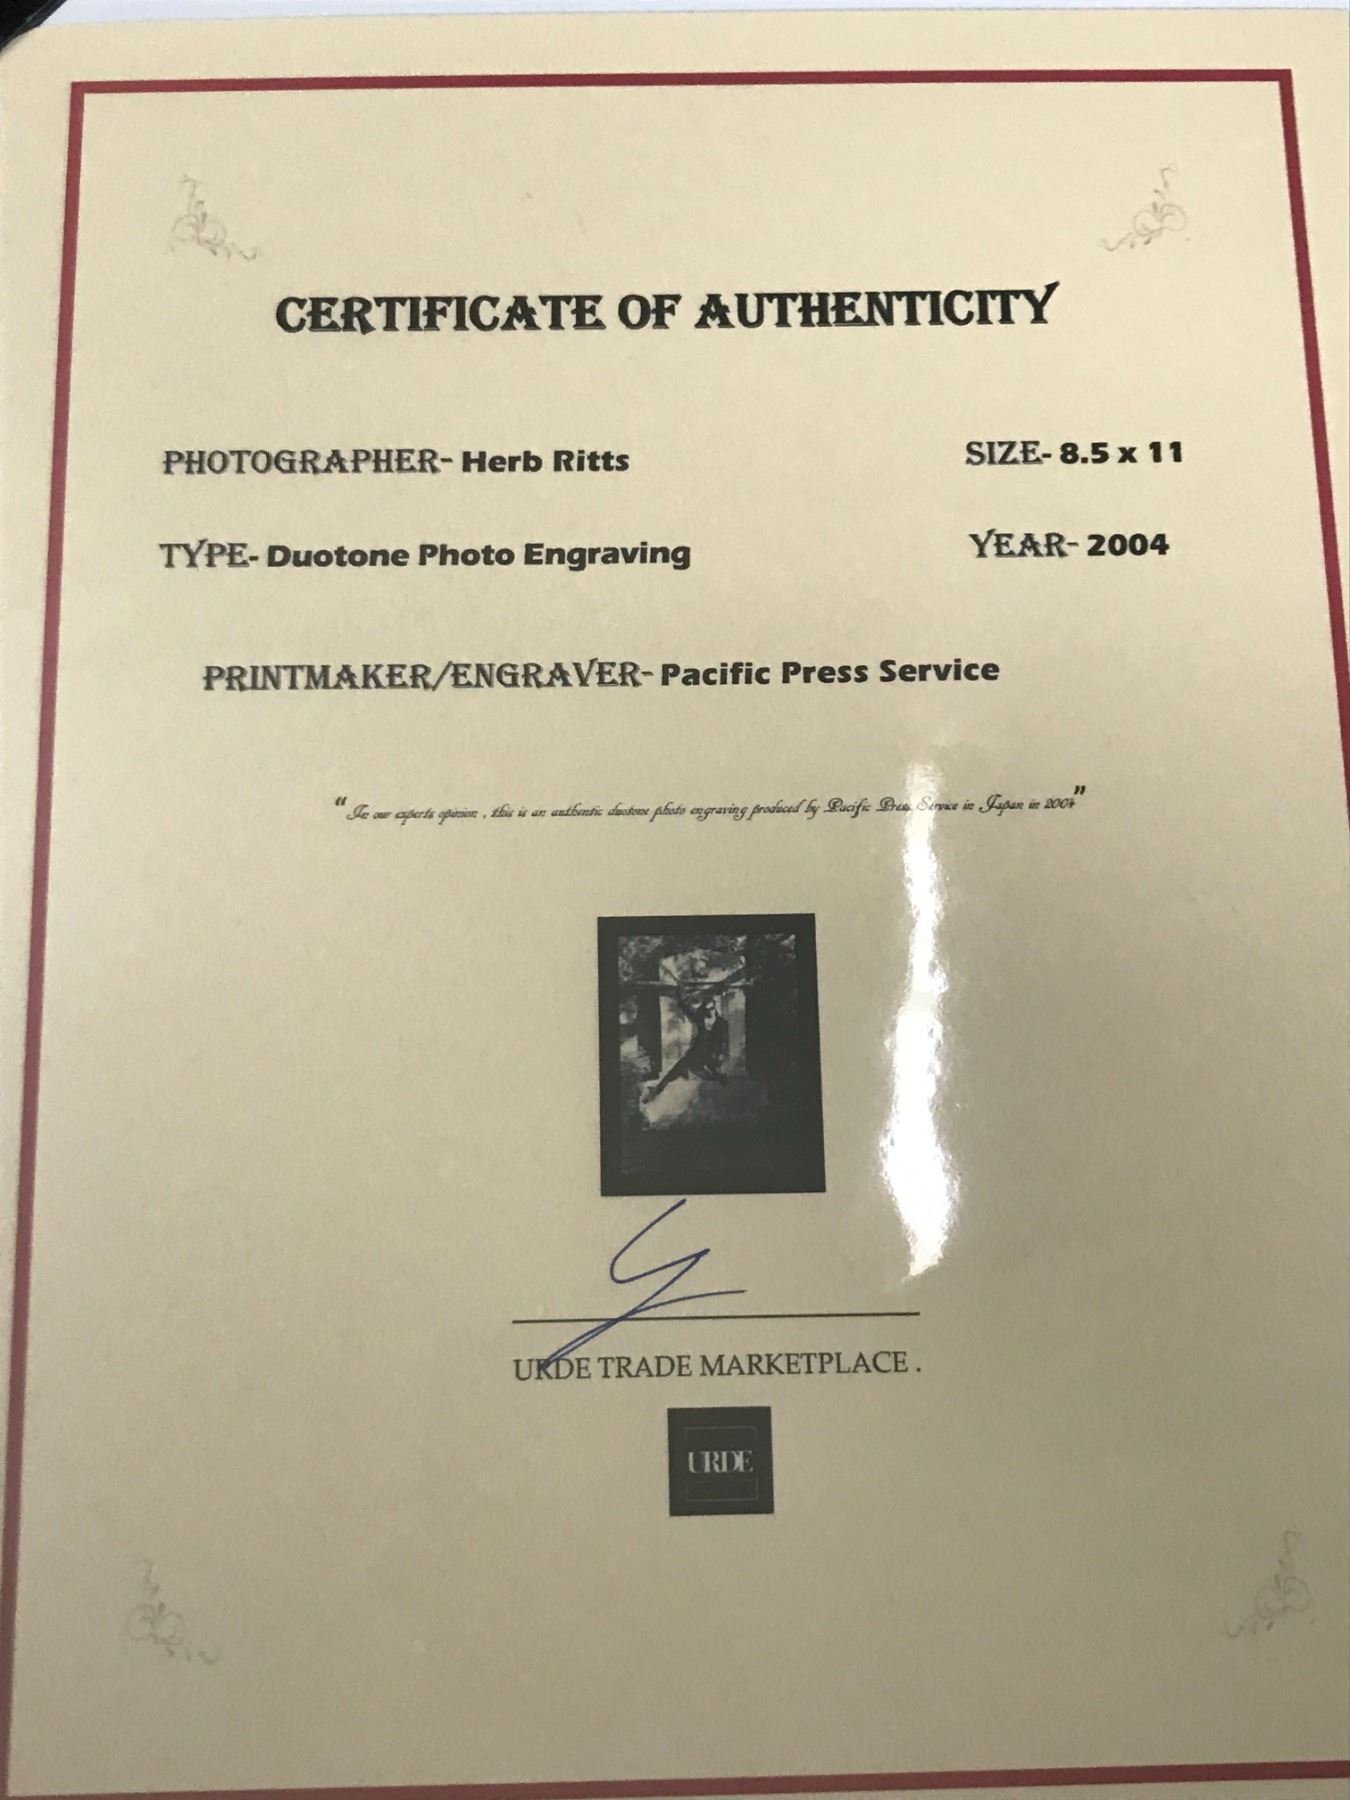 CERTIFICATE OF AUTHENTICITY
PHOTOGRAPHER- Herb Ritts
SIZE- 8.5 x 11
TYPE- Duotone Photo Engraving
YEAR- 2004
PRINTMAKER/ENGRAVER- Pacific Press Service
"In our experts opinion , this is an authentic duotone photo engraving produced by Pacific Press Service in Japan in 2004"
URDE TRADE MARKETPLACE .
URDE